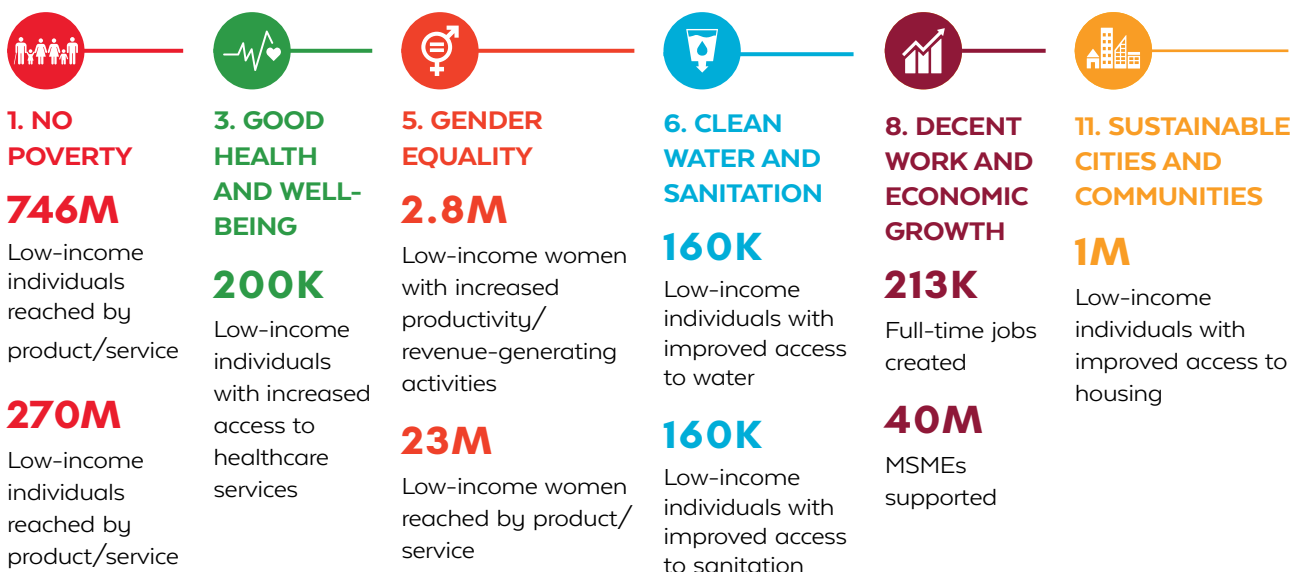 1. NO
POVERTY
746M
Low-income
individuals
reached by
product/service
270M
Low-income
individuals
reached by
product/service
3. GOOD
HEALTH
AND WELL-
BEING
200K
Low-income
individuals
with increased
access to
healthcare
services
5. GENDER
EQUALITY
2.8M
Low-income women
with increased
productivity/
revenue-generating
activities
23M
Low-income women
reached by product/
service
6. CLEAN
WATER AND
SANITATION
160K
Low-income
individuals with
improved access
to water
160K
Low-income
individuals with
improved access
to sanitation
8. DECENT
WORK AND
ECONOMIC
GROWTH
213K
Full-time jobs
created
40M
MSMEs
supported
11. SUSTAINABLE
CITIES AND
COMMUNITIES
1M
Low-income
individuals with
improved access to
housing